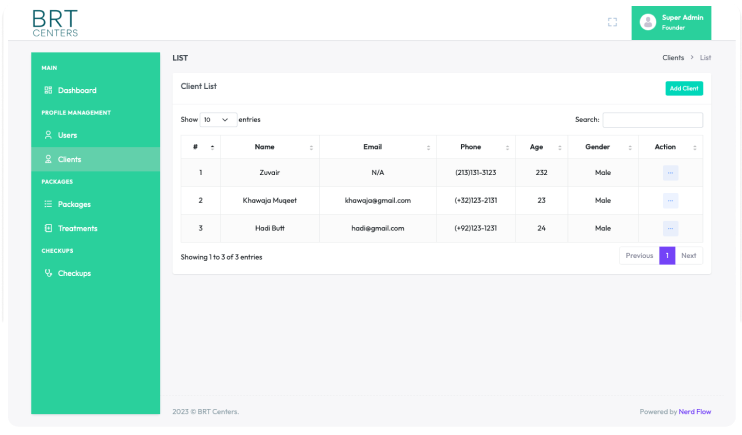 BRT
CENTERS
Super Admin
Founder
MAIN
Dashboard
PROFILE MANAGEMENT
Users
Clients
PACKAGES
Packages
Treatments
CHECKUPS
Checkups
LIST
Clients > List
Client List
Add Client
Show 10 entries
Search:
# Name Email Phone Age Gender Action
1 Zuvair N/A (213)131-3123 232 Male ...
2 Khawaja Muqeet khawaja@gmail.com (+32)123-2131 23 Male ...
3 Hadi Butt hadi@gmail.com (+92)123-1231 24 Male ...
Showing 1 to 3 of 3 entries
Previous 1 Next
2023 © BRT Centers.
Powered by Nerd Flow